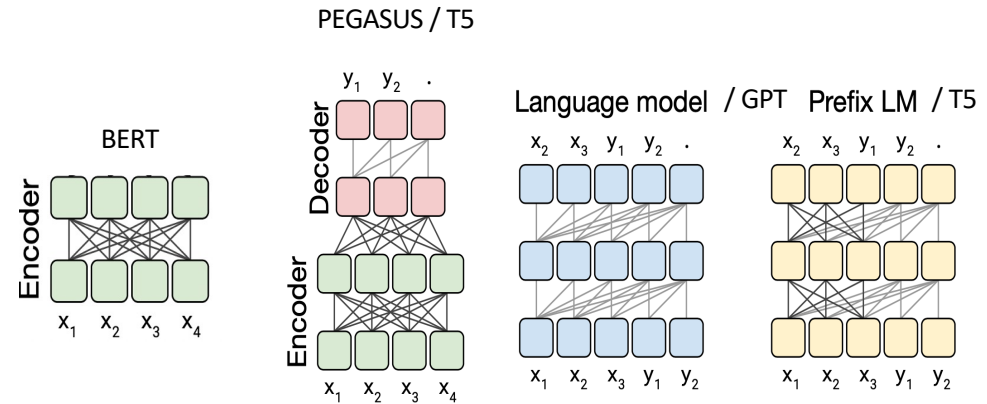 PEGASUS / T5
y1 y2 .
Decoder
Encoder
x1 x2 x3 x4
BERT
Encoder
x1 x2 x3 x4
Language model / GPT
x2 x3 y1 y2 .
x1 x2 x3 y1 y2
Prefix LM / T5
x2 x3 y1 y2 .
x1 x2 x3 y1 y2